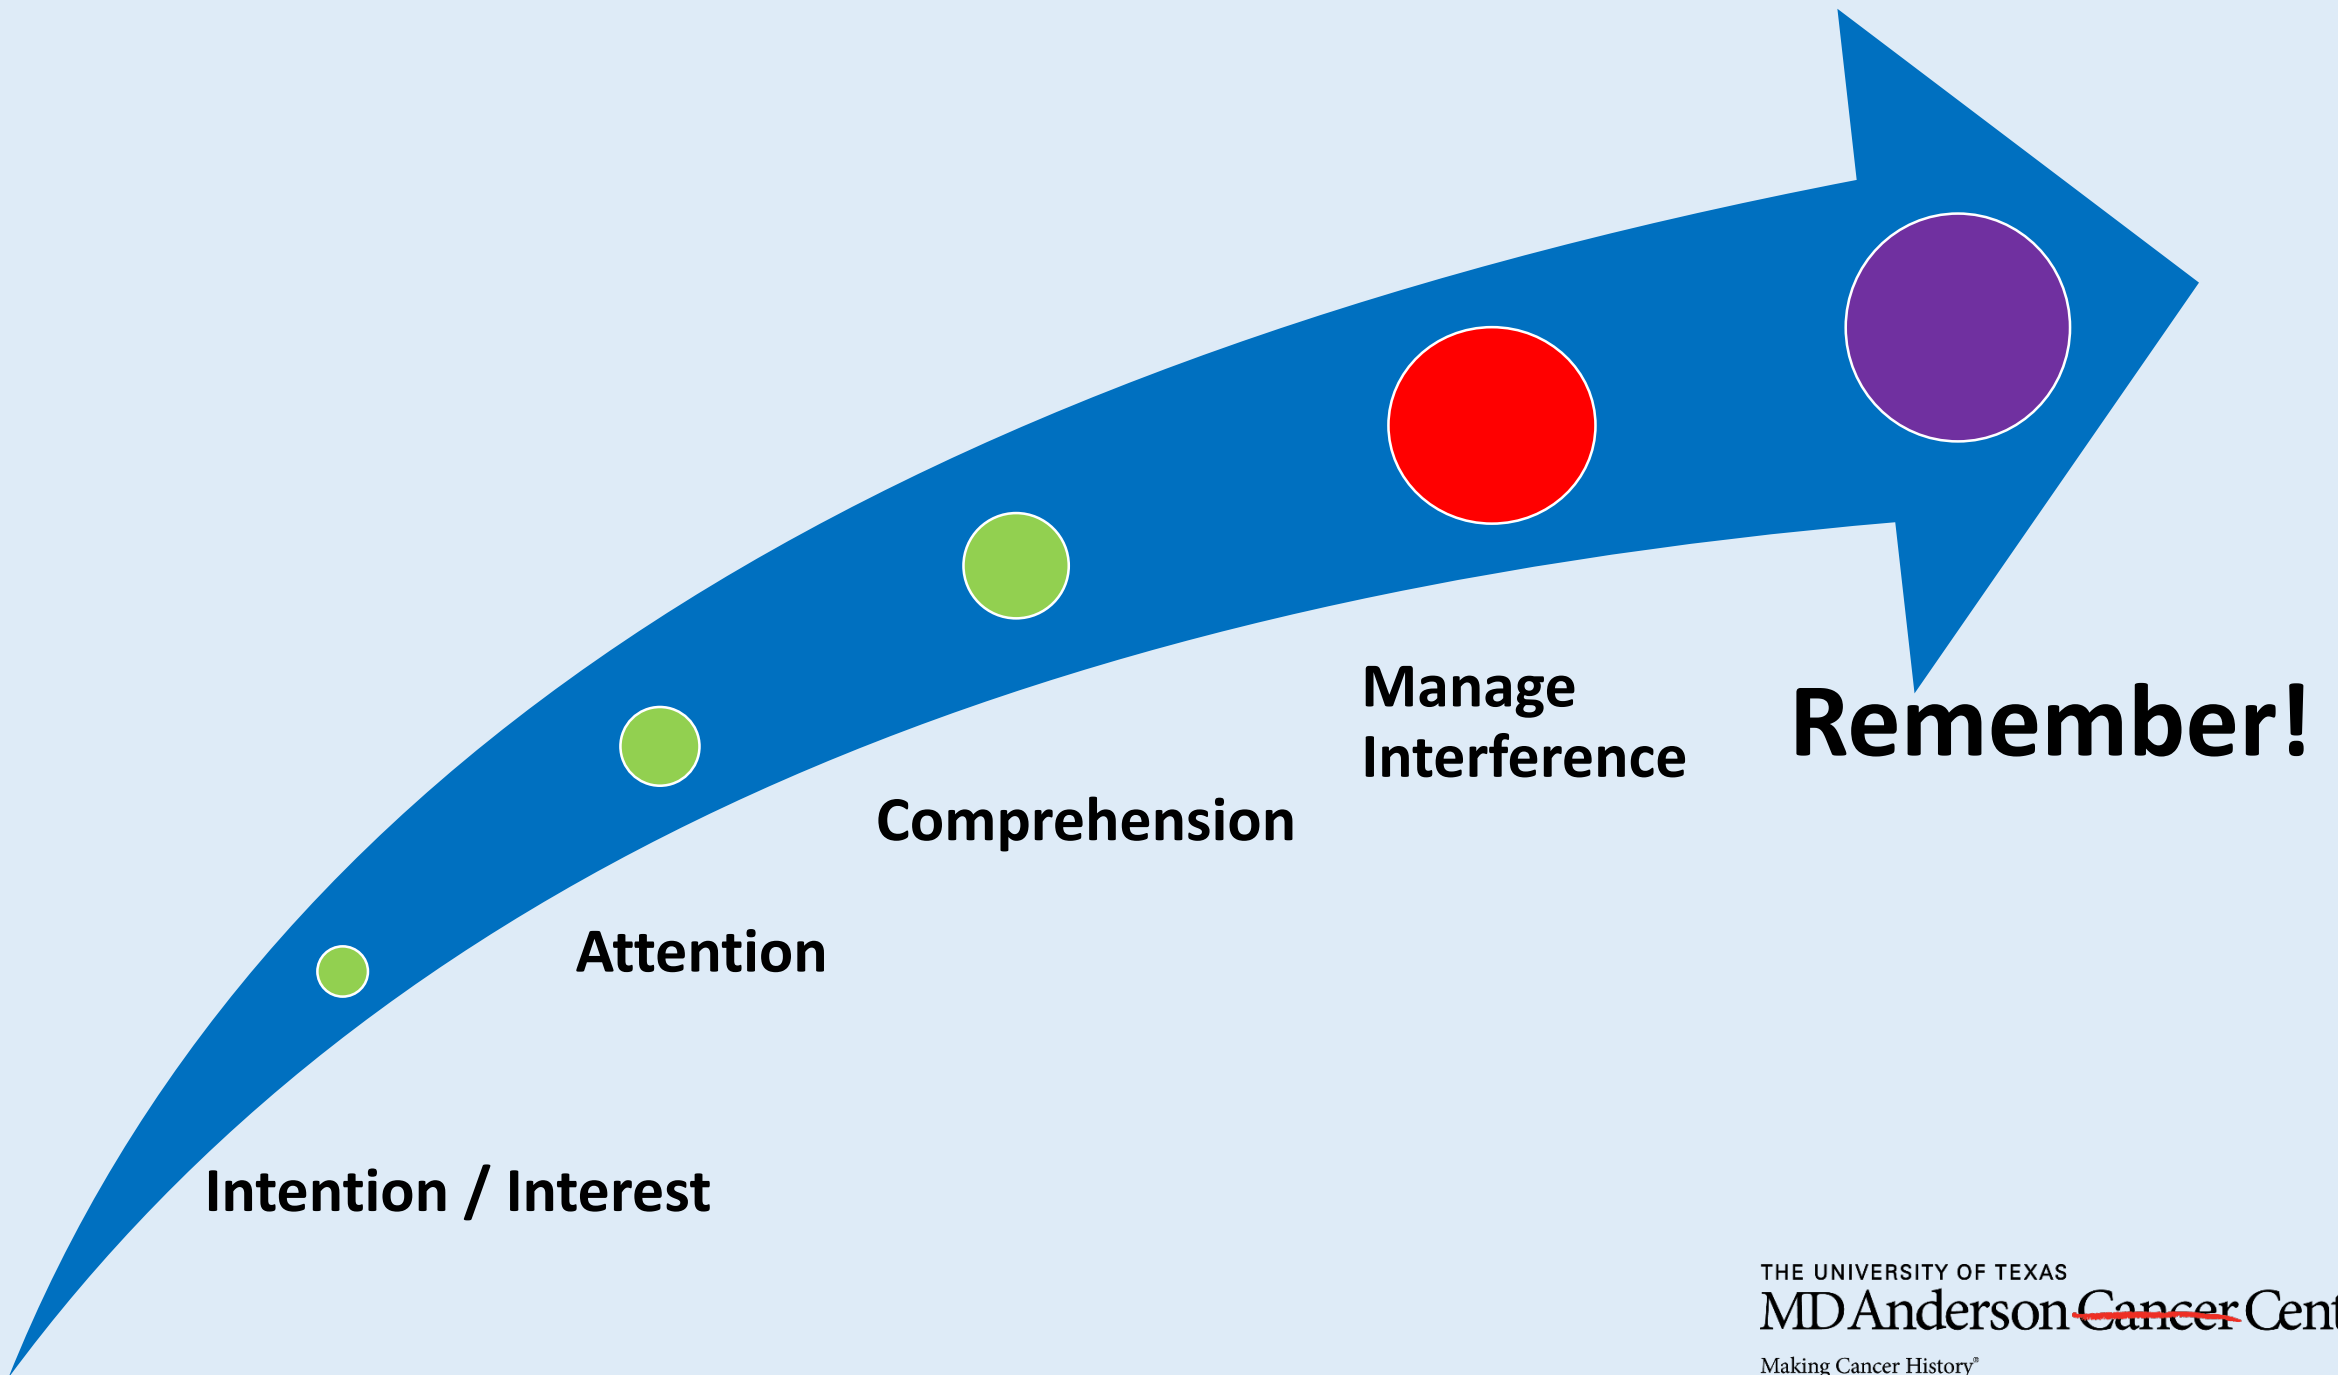 Intention / Interest
Attention
Comprehension
Manage
Interference
Remember!
THE UNIVERSITY OF TEXAS
MD Anderson Cancer Cent
Making Cancer History®